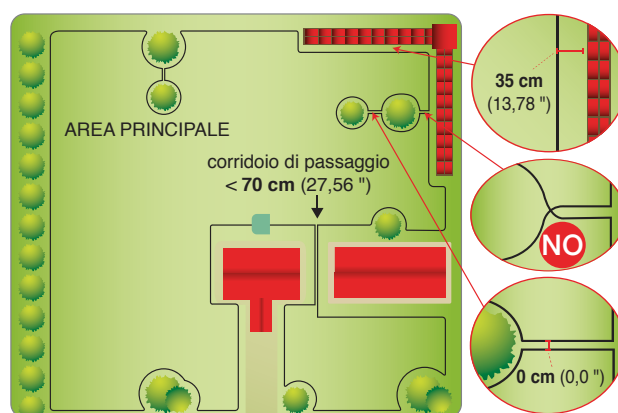 35 cm
(13,78 ")
AREA PRINCIPALE
corridoio di passaggio
< 70 cm (27,56 ")
NO
0 cm (0,0 ")